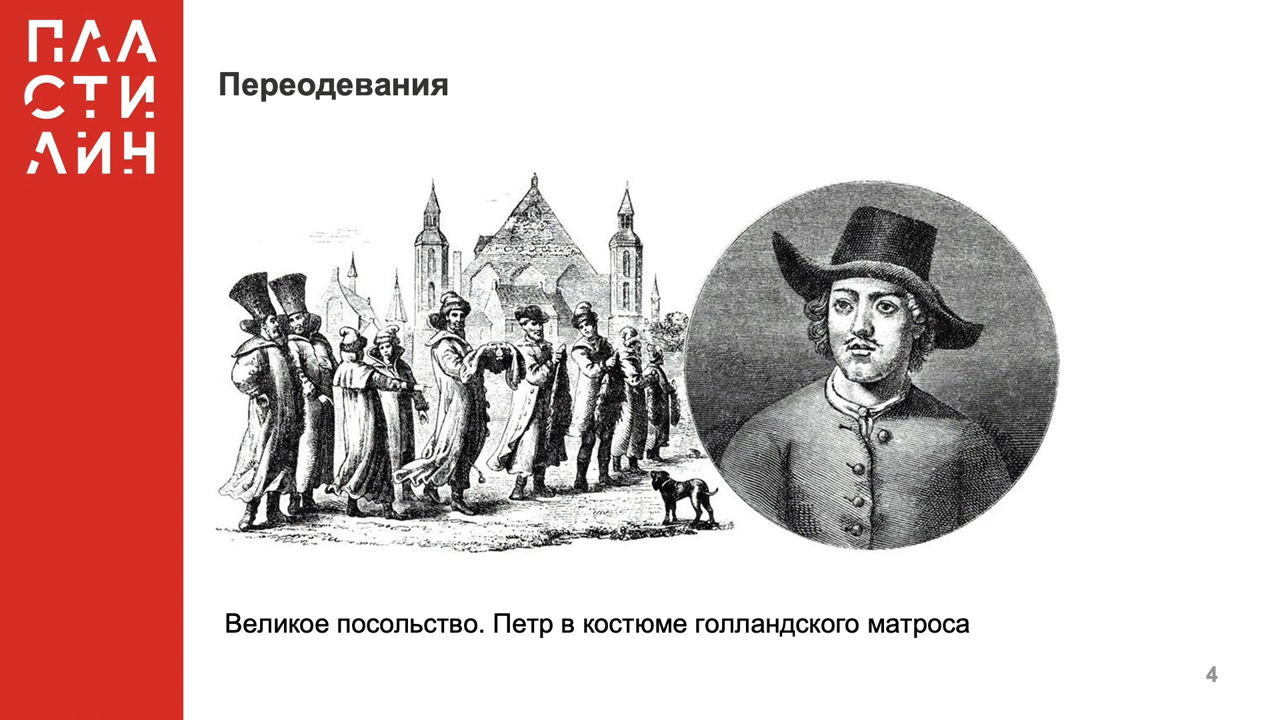 ПЛА
СТИ
ЛИН
Переодевания
Великое посольство. Петр в костюме голландского матроса
4